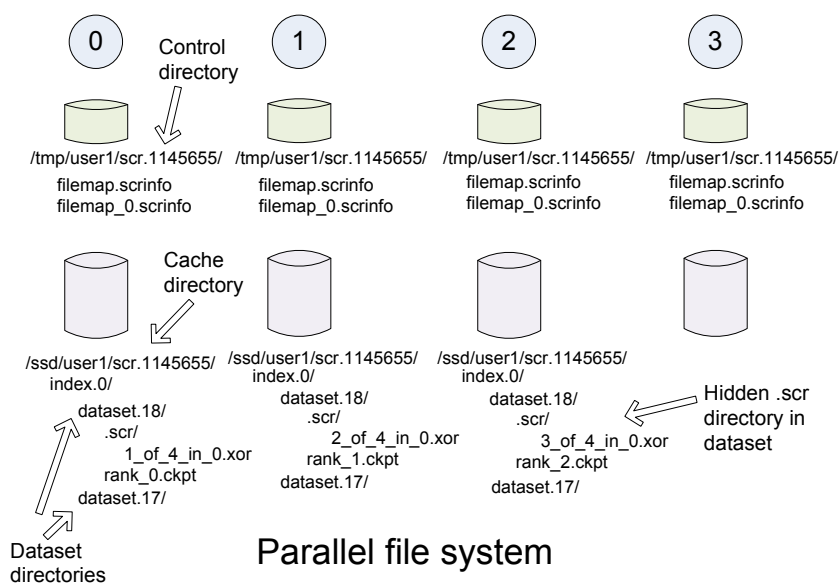 0
1
2
3
Control
directory
/tmp/user1/scr.1145655/
filemap.scrinfo
filemap_0.scrinfo
/tmp/user1/scr.1145655/
filemap.scrinfo
filemap_0.scrinfo
/tmp/user1/scr.1145655/
filemap.scrinfo
filemap_0.scrinfo
/tmp/user1/scr.1145655/
filemap.scrinfo
filemap_0.scrinfo
Cache
directory
/ssd/user1/scr.1145655/
index.0/
dataset.18/
.scr/
1_of_4_in_0.xor
rank_0.ckpt
dataset.17/
/ssd/user1/scr.1145655/
index.0/
dataset.18/
.scr/
2_of_4_in_0.xor
rank_1.ckpt
dataset.17/
/ssd/user1/scr.1145655/
index.0/
dataset.18/
.scr/
3_of_4_in_0.xor
rank_2.ckpt
dataset.17/
Hidden .scr
directory in
dataset
Dataset
directories
Parallel file system